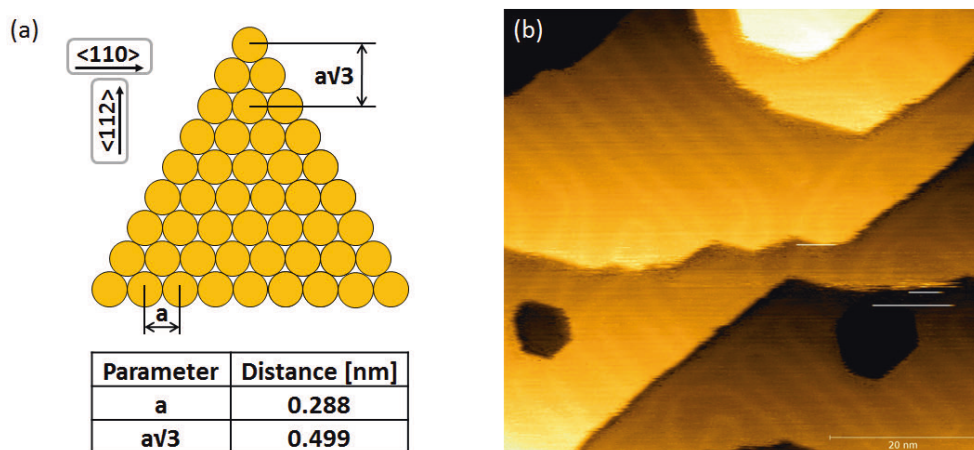 (a)
<110>
<112>
a√3
a
Parameter Distance [nm]
a 0.288
a√3 0.499
(b)
20 nm